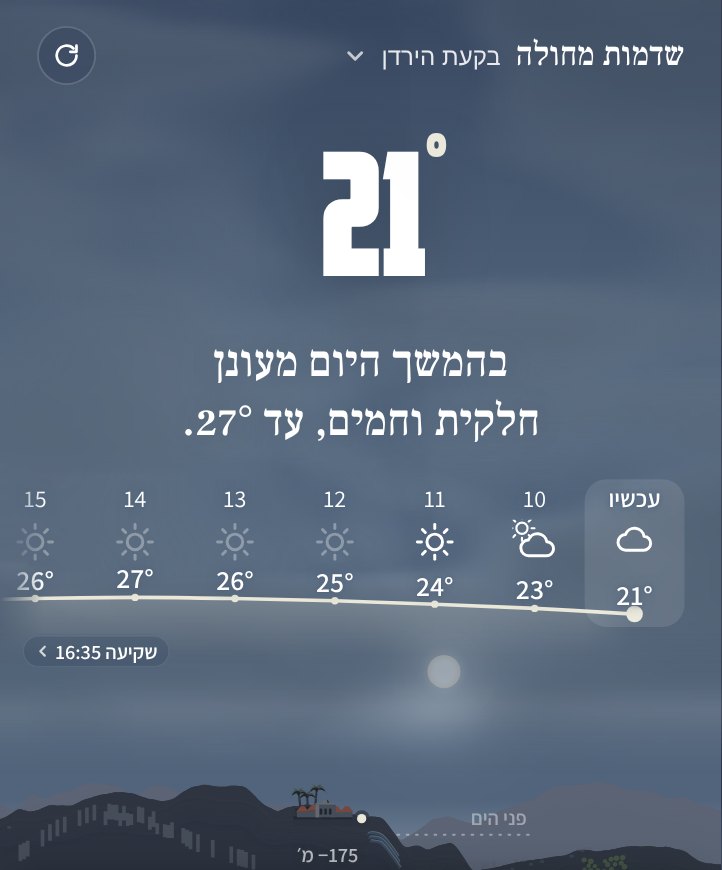 שדמות מחולה בקעת הירדן
21°
בהמשך היום מעונן
חלקית וחמים, עד 27°.
עכשיו 10 11 12 13 14 15
21° 23° 24° 25° 26° 27° 26°
שקיעה 16:35
פני הים
−175 מ׳